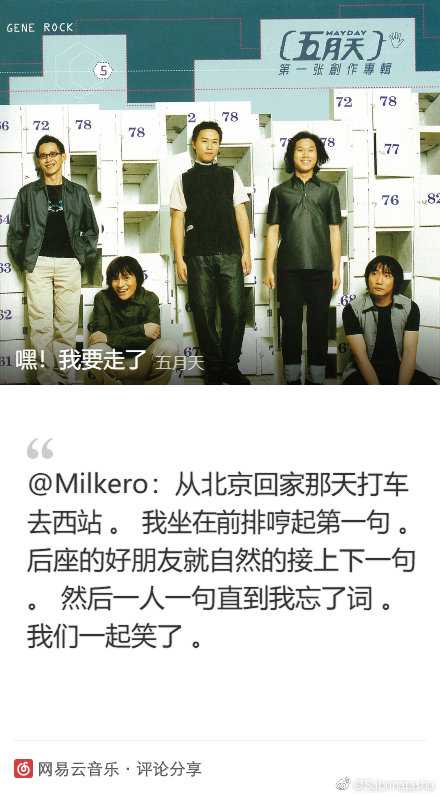 GENE ROCK
MAYDAY
五月天
第一张創作專輯
5
66 72 78 78 78 72 78
77
76 82
63
62
61
67
嘿！我要走了 五月天
@Milkero：从北京回家那天打车
去西站 。 我坐在前排哼起第一句 。
后座的好朋友就自然的接上下一句
。 然后一人一句直到我忘了词 。
我们一起笑了 。
网易云音乐 · 评论分享